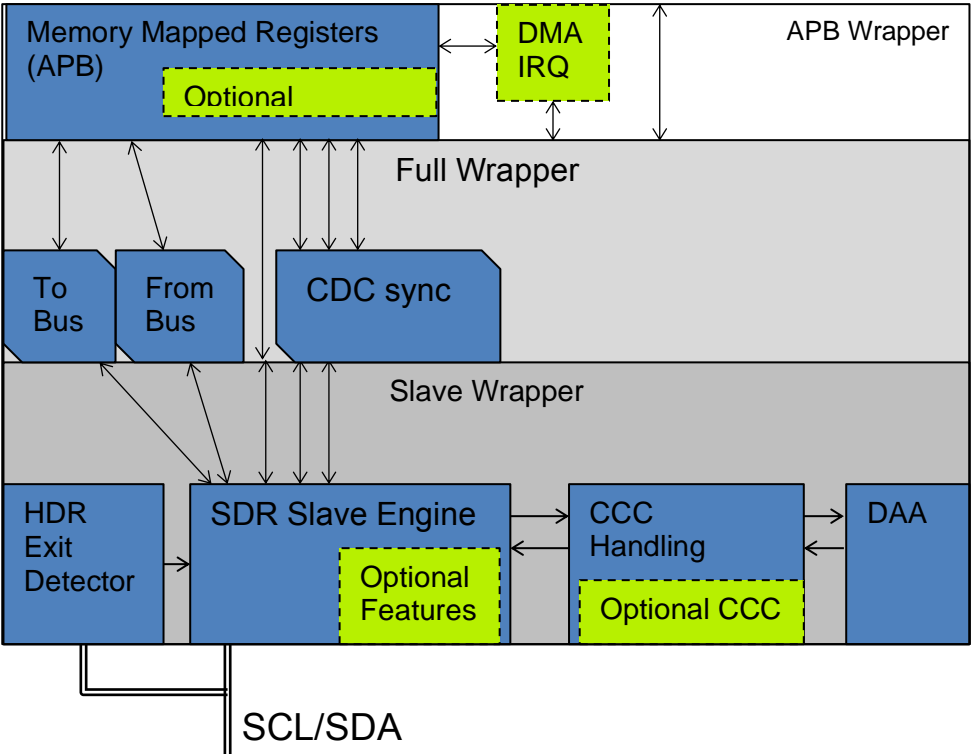 Memory Mapped Registers
(APB)
Optional
DMA
IRQ
APB Wrapper
Full Wrapper
To
Bus
From
Bus
CDC sync
Slave Wrapper
HDR
Exit
Detector
SDR Slave Engine
Optional
Features
CCC
Handling
Optional CCC
DAA
SCL/SDA